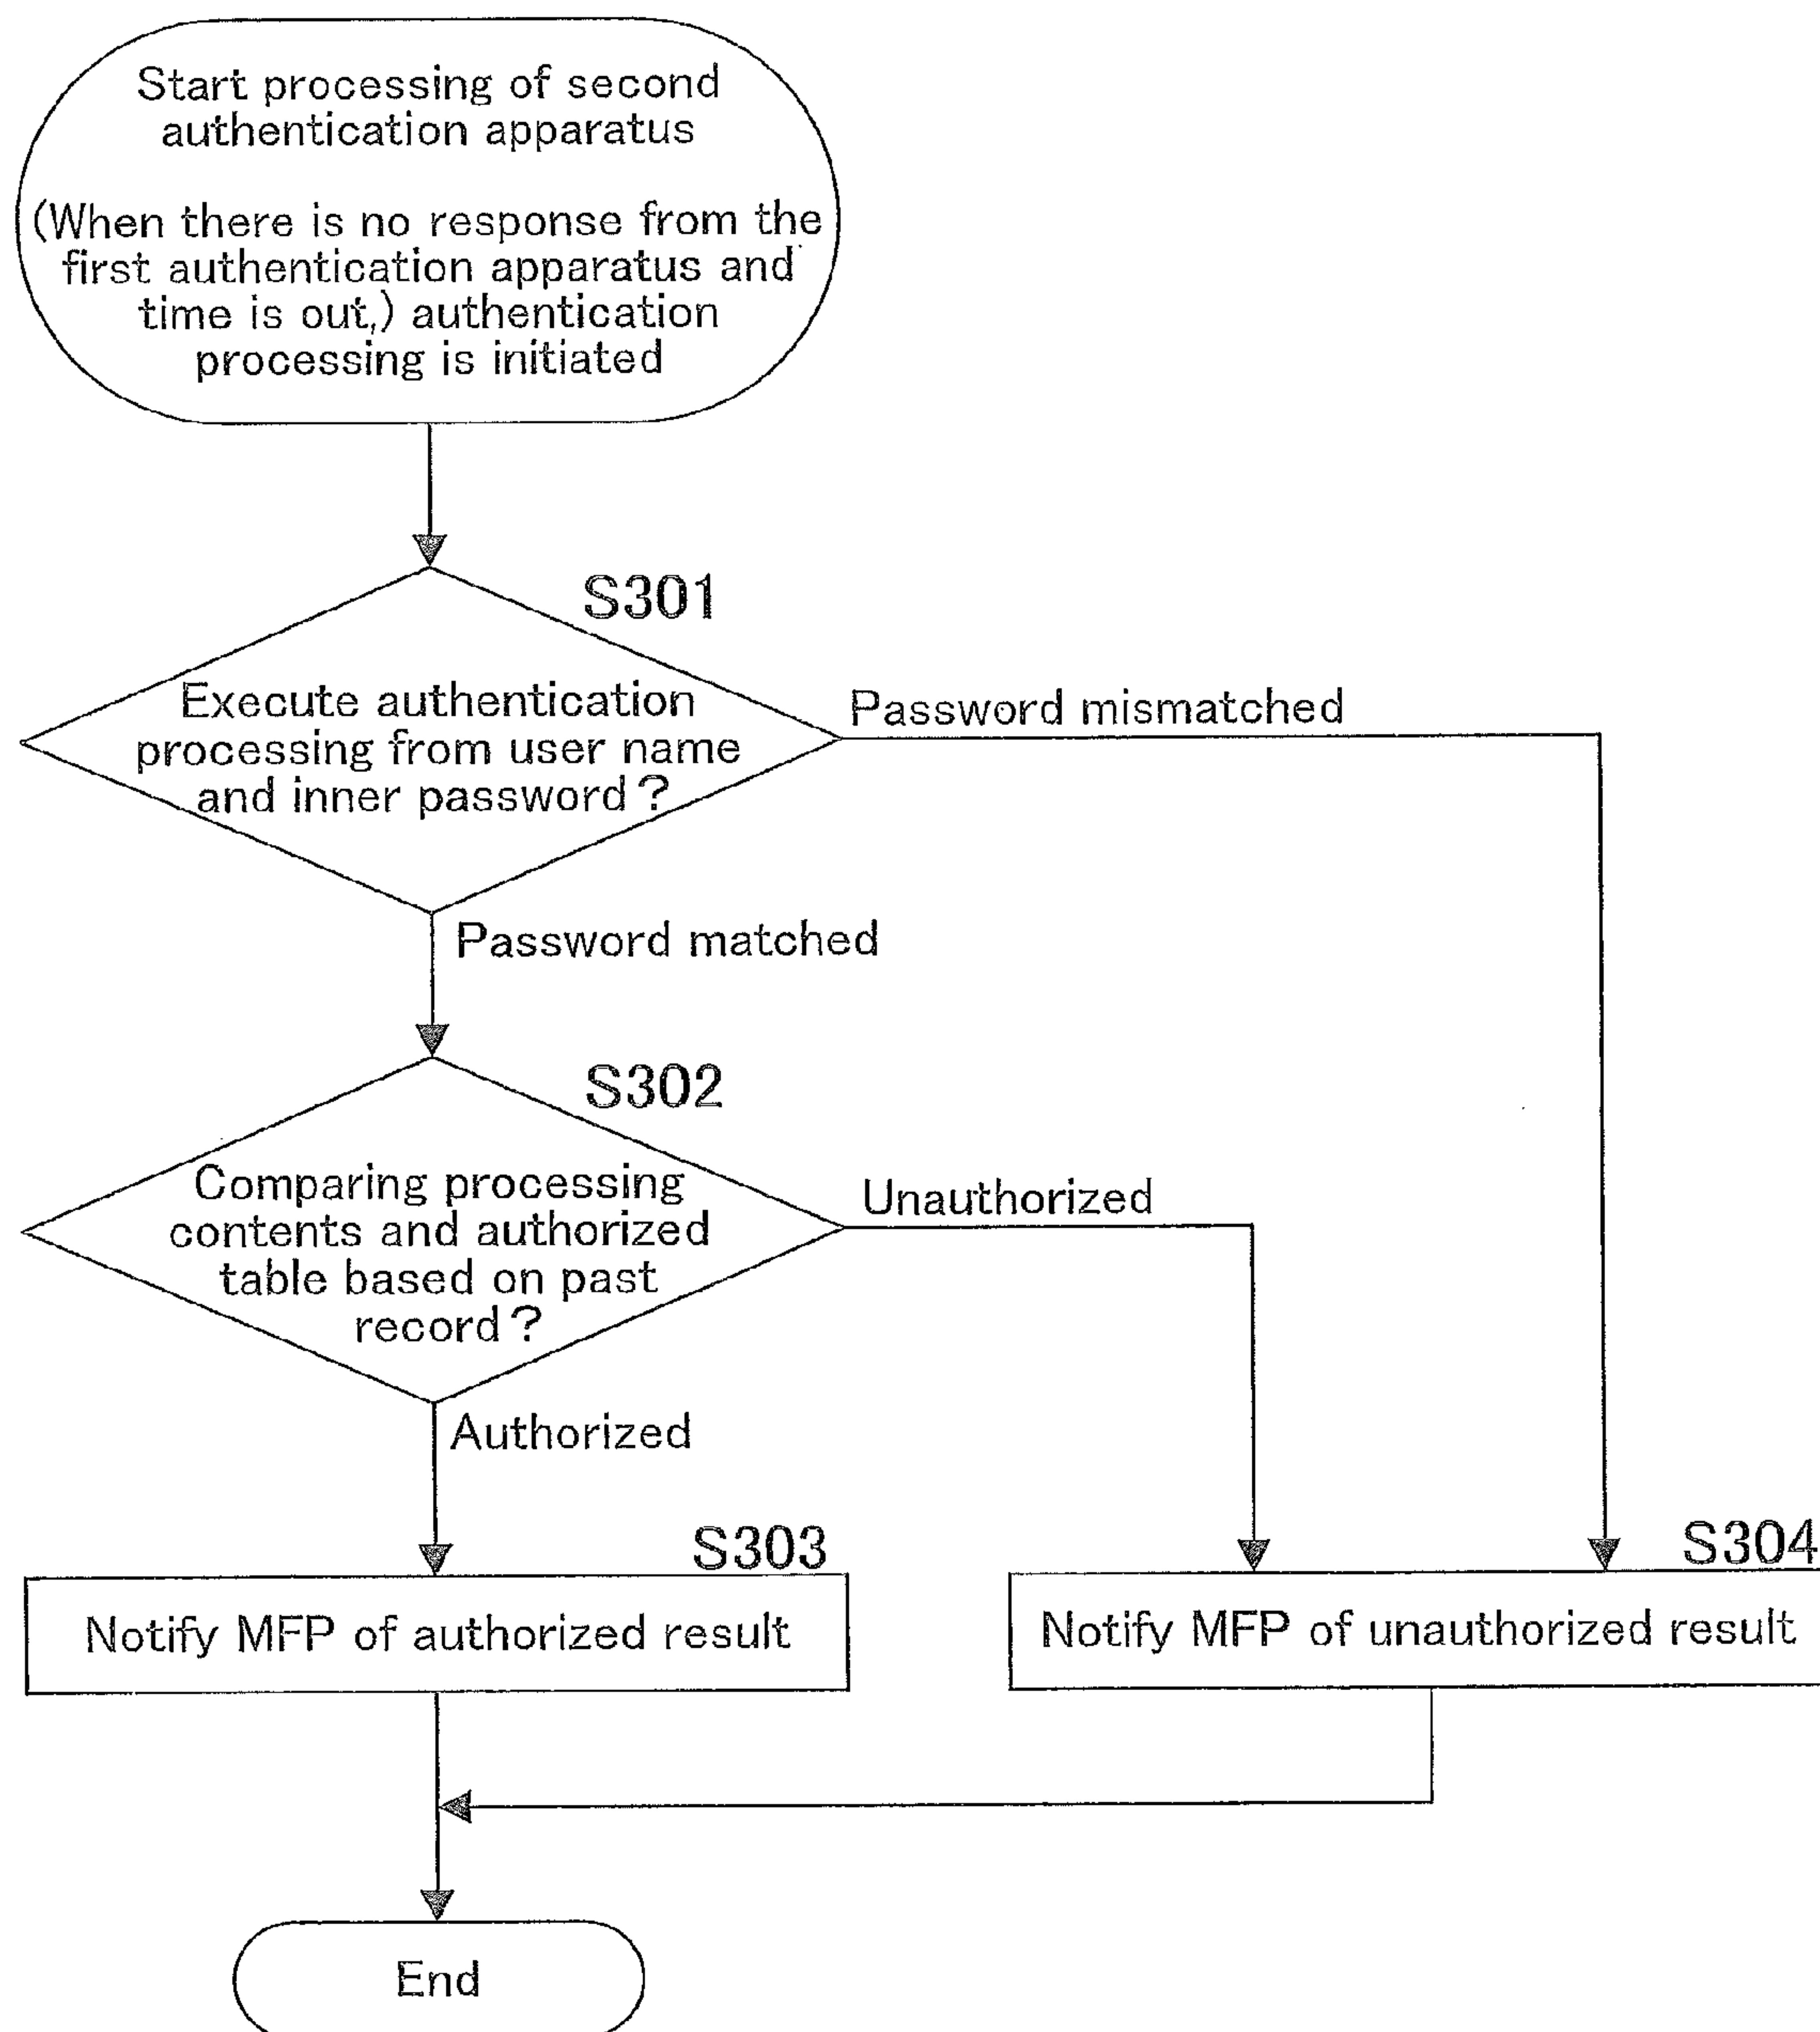 Start processing of second
authentication apparatus
(When there is no response from the
first authentication apparatus and
time is out,) authentication
processing is initiated
S301
Execute authentication
processing from user name
and inner password?
Password mismatched
Password matched
S302
Comparing processing
contents and authorized
table based on past
record?
Unauthorized
Authorized
S303
Notify MFP of authorized result
S304
Notify MFP of unauthorized result
End